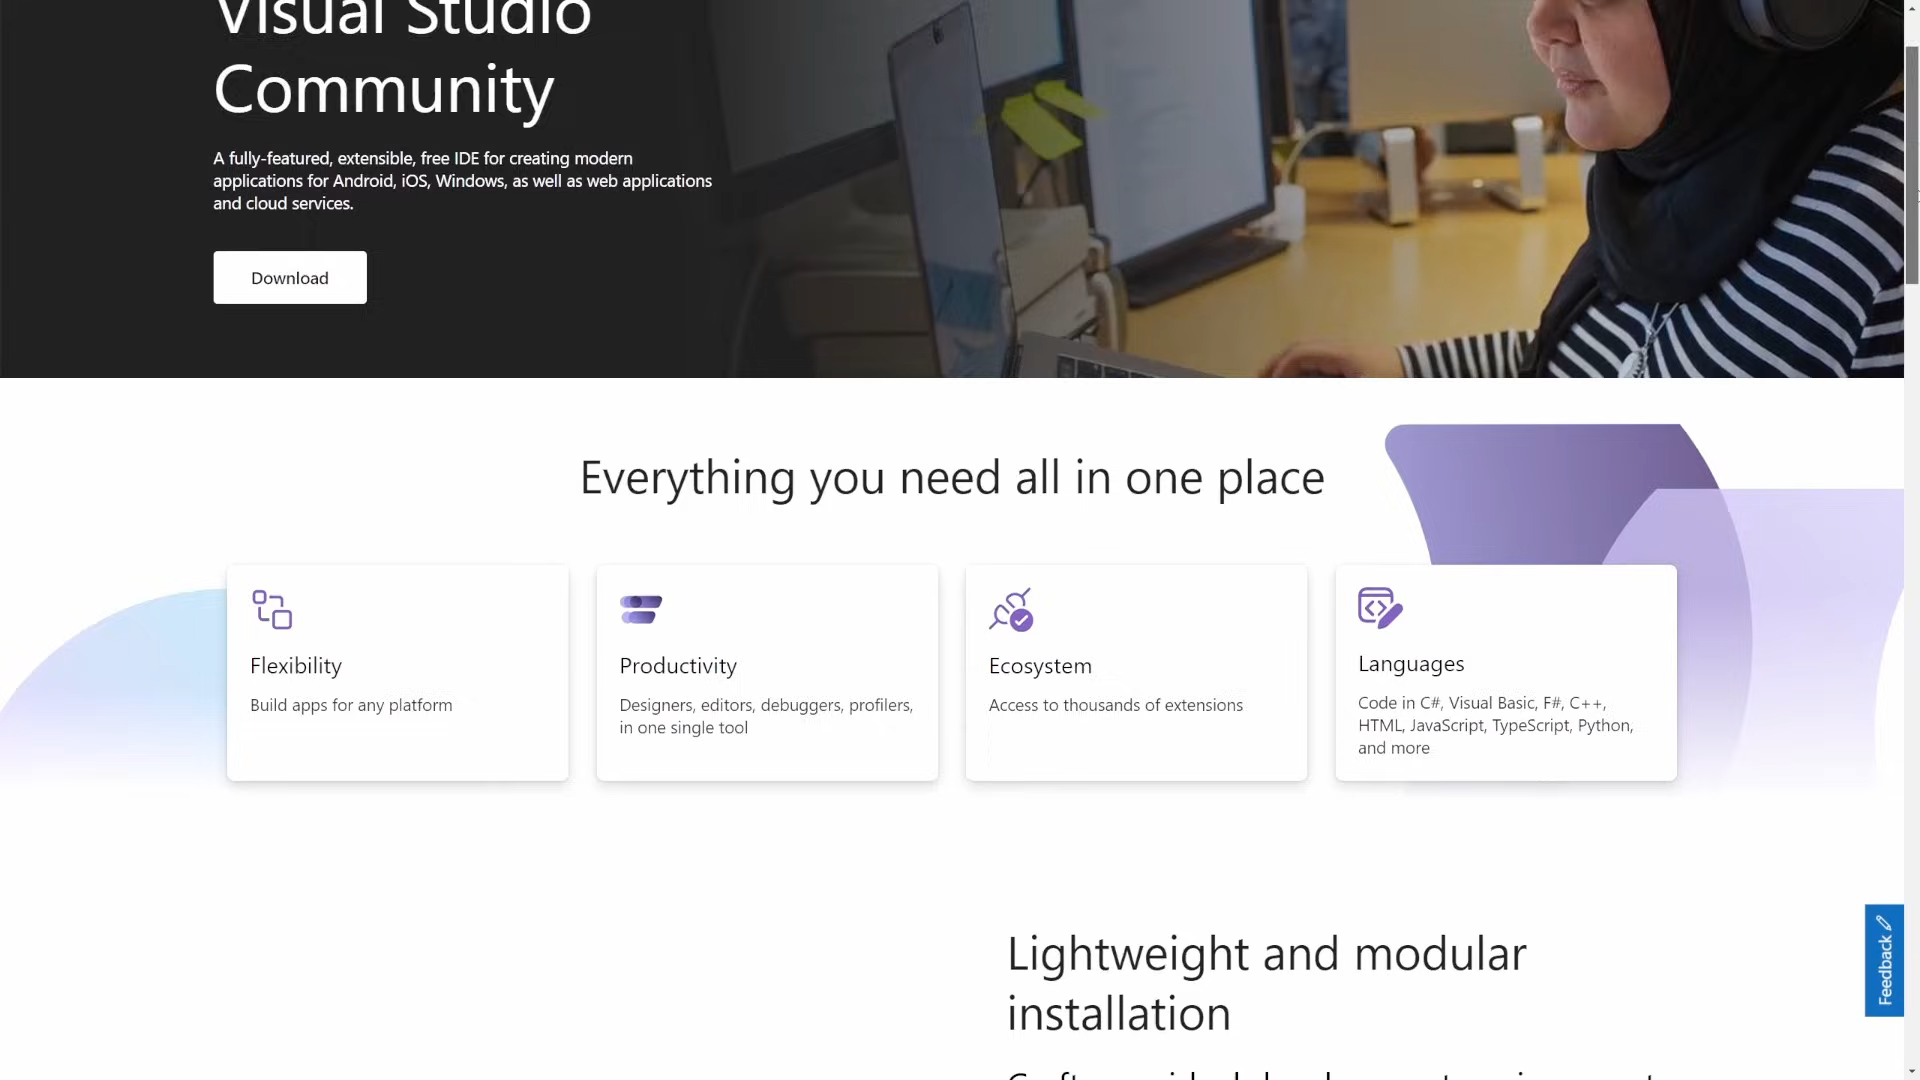 Visual Studio
Community
A fully-featured, extensible, free IDE for creating modern
applications for Android, iOS, Windows, as well as web applications
and cloud services.
Download
Everything you need all in one place
Flexibility
Build apps for any platform
Productivity
Designers, editors, debuggers, profilers,
in one single tool
Ecosystem
Access to thousands of extensions
Languages
Code in C#, Visual Basic, F#, C++,
HTML, JavaScript, TypeScript, Python,
and more
Lightweight and modular
installation
Feedback